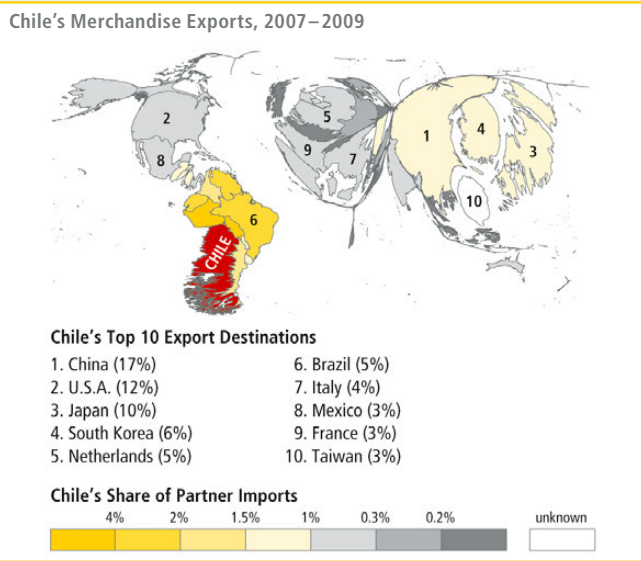 Chile's Merchandise Exports, 2007–2009
2
8
5
9
7
1
4
3
10
6
CHILE
Chile's Top 10 Export Destinations
1. China (17%)
2. U.S.A. (12%)
3. Japan (10%)
4. South Korea (6%)
5. Netherlands (5%)
6. Brazil (5%)
7. Italy (4%)
8. Mexico (3%)
9. France (3%)
10. Taiwan (3%)
Chile's Share of Partner Imports
4% 2% 1.5% 1% 0.3% 0.2% unknown